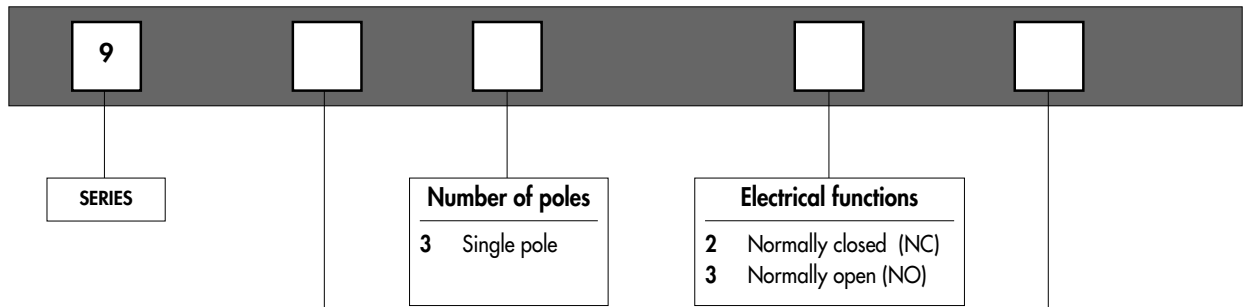 9
SERIES
Number of poles
3 Single pole
Electrical functions
2 Normally closed (NC)
3 Normally open (NO)